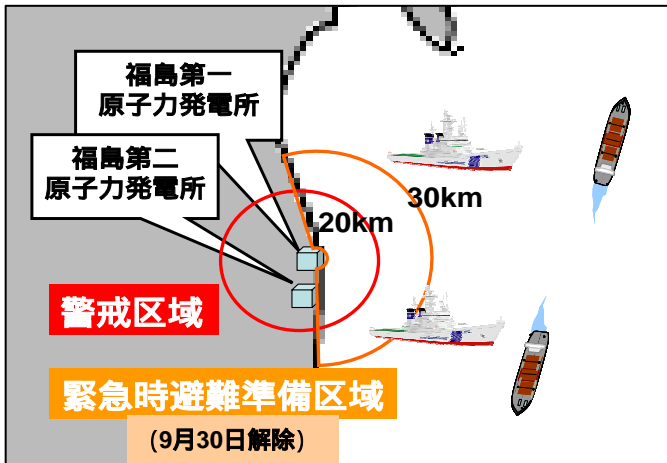 福島第一
原子力発電所
福島第二
原子力発電所
30km
20km
警戒区域
緊急時避難準備区域
(9月30日解除)